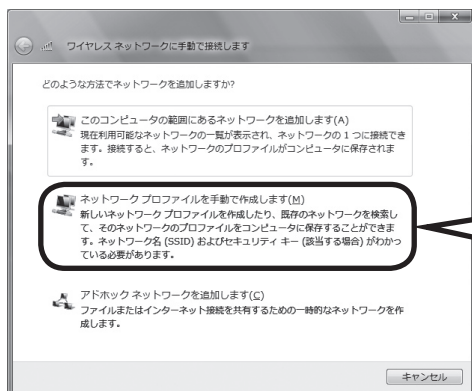 ワイヤレス ネットワークに手動で接続します
どのような方法でネットワークを追加しますか?
このコンピュータの範囲にあるネットワークを追加します(A)
現在利用可能なネットワークの一覧が表示され、ネットワークの 1 つに接続でき
ます。接続すると、ネットワークのプロファイルがコンピュータに保存されま
す。
ネットワーク プロファイルを手動で作成します(M)
新しいネットワーク プロファイルを作成したり、既存のネットワークを検索し
て、そのネットワークのプロファイルをコンピュータに保存することができま
す。ネットワーク名 (SSID) およびセキュリティ キー (該当する場合) がわかっ
ている必要があります。
アドホック ネットワークを追加します(C)
ファイルまたはインターネット接続を共有するための一時的なネットワークを作
成します。
キャンセル